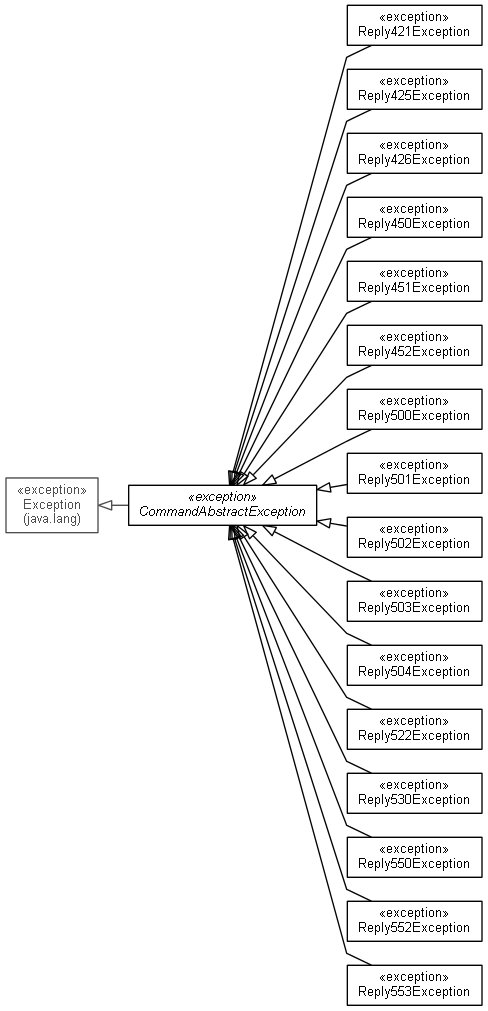 «exception»
Reply421Exception
«exception»
Reply425Exception
«exception»
Reply426Exception
«exception»
Reply450Exception
«exception»
Reply451Exception
«exception»
Reply452Exception
«exception»
Reply500Exception
«exception»
Reply501Exception
«exception»
Exception
(java.lang)
«exception»
CommandAbstractException
«exception»
Reply502Exception
«exception»
Reply503Exception
«exception»
Reply504Exception
«exception»
Reply522Exception
«exception»
Reply530Exception
«exception»
Reply550Exception
«exception»
Reply552Exception
«exception»
Reply553Exception